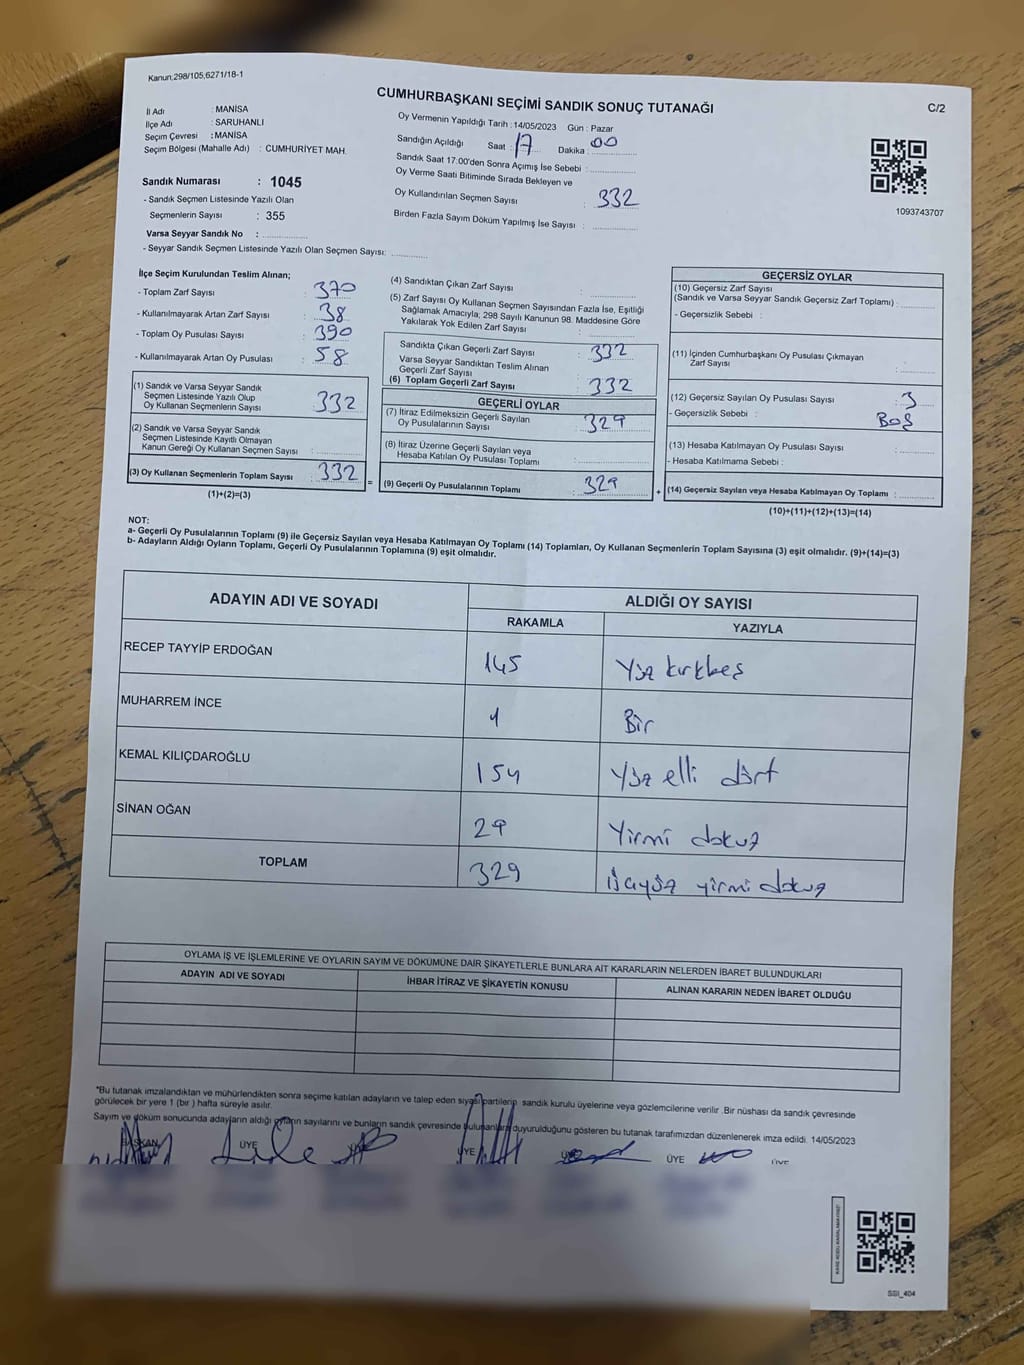 Kanun,298/105,6271/18-1
CUMHURBAŞKANI SEÇİMİ SANDIK SONUÇ TUTANAĞI
C/2
İl Adı : MANİSA
İlçe Adı : SARUHANLI
Seçim Çevresi : MANİSA
Seçim Bölgesi (Mahalle Adı) : CUMHURİYET MAH.
Sandık Numarası : 1045
- Sandık Seçmen Listesinde Yazılı Olan
Seçmenlerin Sayısı : 355
Varsa Seyyar Sandık No :
- Seyyar Sandık Seçmen Listesinde Yazılı Olan Seçmen Sayısı:
Oy Vermenin Yapıldığı Tarih : 14/05/2023 Gün : Pazar
Sandığın Açıldığı Saat : 17 Dakika : 00
Sandık Saat 17.00'den Sonra Açımış İse Sebebi :
Oy Verme Saati Bitiminde Sırada Bekleyen ve
Oy Kullandırılan Seçmen Sayısı : 332
Birden Fazla Sayım Döküm Yapılmış İse Sayısı :
1093743707
İlçe Seçim Kurulundan Teslim Alınan;
- Toplam Zarf Sayısı : 370
- Kullanılmayarak Artan Zarf Sayısı : 38
- Toplam Oy Pusulası Sayısı : 390
- Kullanılmayarak Artan Oy Pusulası : 58
(1) Sandık ve Varsa Seyyar Sandık
Seçmen Listesinde Yazılı Olup
Oy Kullanan Seçmenlerin Sayısı : 332
(2) Sandık ve Varsa Seyyar Sandık
Seçmen Listesinde Kayıtlı Olmayan
Kanun Gereği Oy Kullanan Seçmen Sayısı :
(3) Oy Kullanan Seçmenlerin Toplam Sayısı : 332
(1)+(2)=(3)
=
(4) Sandıktan Çıkan Zarf Sayısı :
(5) Zarf Sayısı Oy Kullanan Seçmen Sayısından Fazla İse, Eşitliği
Sağlamak Amacıyla; 298 Sayılı Kanunun 98. Maddesine Göre
Yakılarak Yok Edilen Zarf Sayısı :
Sandıkta Çıkan Geçerli Zarf Sayısı : 332
Varsa Seyyar Sandıktan Teslim Alınan
Geçerli Zarf Sayısı :
(6) Toplam Geçerli Zarf Sayısı : 332
GEÇERLİ OYLAR
(7) İtiraz Edilmeksizin Geçerli Sayılan
Oy Pusulalarının Sayısı : 329
(8) İtiraz Üzerine Geçerli Sayılan veya
Hesaba Katılan Oy Pusulası Toplamı :
(9) Geçerli Oy Pusulalarının Toplamı : 329
+
GEÇERSİZ OYLAR
(10) Geçersiz Zarf Sayısı
(Sandık ve Varsa Seyyar Sandık Geçersiz Zarf Toplamı) :
- Geçersizlik Sebebi :
(11) İçinden Cumhurbaşkanı Oy Pusulası Çıkmayan
Zarf Sayısı :
(12) Geçersiz Sayılan Oy Pusulası Sayısı : 3
- Geçersizlik Sebebi : Boş
(13) Hesaba Katılmayan Oy Pusulası Sayısı :
- Hesaba Katılmama Sebebi :
(14) Geçersiz Sayılan veya Hesaba Katılmayan Oy Toplamı :
(10)+(11)+(12)+(13)=(14)
NOT:
a- Geçerli Oy Pusulalarının Toplamı (9) ile Geçersiz Sayılan veya Hesaba Katılmayan Oy Toplamı (14) Toplamları, Oy Kullanan Seçmenlerin Toplam Sayısına (3) eşit olmalıdır. (9)+(14)=(3)
b- Adayların Aldığı Oyların Toplamı, Geçerli Oy Pusulalarının Toplamına (9) eşit olmalıdır.
ADAYIN ADI VE SOYADI
ALDIĞI OY SAYISI
RAKAMLA YAZIYLA
RECEP TAYYİP ERDOĞAN 145 Yüz kırkbeş
MUHARREM İNCE 1 Bir
KEMAL KILIÇDAROĞLU 154 Yüz elli dört
SİNAN OĞAN 29 Yirmi dokuz
TOPLAM 329 üçyüz yirmi dokuz
OYLAMA İŞ VE İŞLEMLERİNE VE OYLARIN SAYIM VE DÖKÜMÜNE DAİR ŞİKAYETLERLE BUNLARA AİT KARARLARIN NELERDEN İBARET BULUNDUKLARI
ADAYIN ADI VE SOYADI İHBAR İTİRAZ VE ŞİKAYETİN KONUSU ALINAN KARARIN NEDEN İBARET OLDUĞU
*Bu tutanak imzalandıktan ve mühürlendikten sonra seçime katılan adayların ve talep eden siyasi partilerin sandık kurulu üyelerine veya gözlemcilerine verilir .Bir nüshası da sandık çevresinde
görülecek bir yere 1 (bir ) hafta süreyle asılır.
Sayım ve döküm sonucunda adayların aldığı oyların sayılarını ve bunların sandık çevresinde bulunanlara duyurulduğunu gösteren bu tutanak tarafımızdan düzenlenerek imza edildi. 14/05/2023
BAŞKAN ÜYE ÜYE ÜYE ÜYE ÜYE
SSI_404